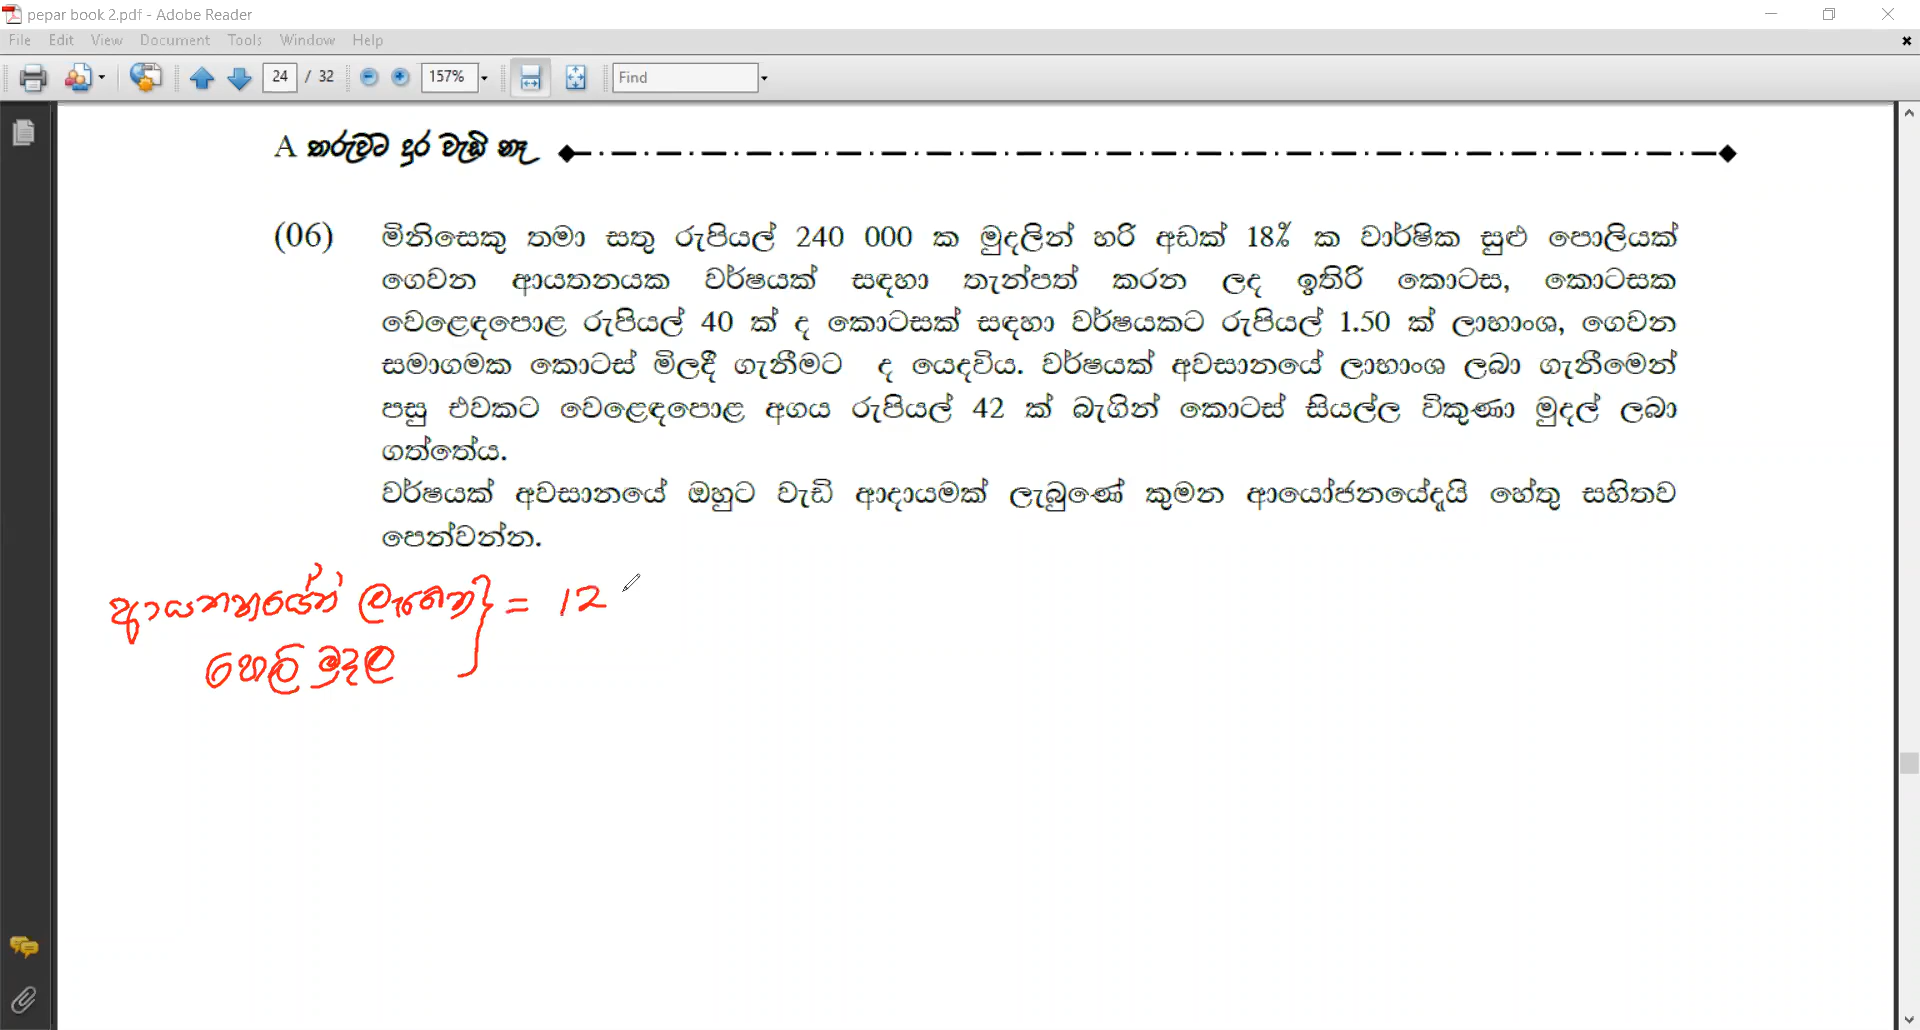 pepar book 2.pdf - Adobe Reader
File Edit View Document Tools Window Help
24 / 32 157% Find
A තරුවට දුර වැඩි නෑ
(06) මිනිසෙකු තමා සතු රුපියල් 240 000 ක මුදලින් හරි අඩක් 18% ක වාර්ෂික සුළු පොලියක්
ගෙවන ආයතනයක වර්ෂයක් සඳහා තැන්පත් කරන ලද ඉතිරි කොටස, කොටසක
වෙළෙඳපොළ රුපියල් 40 ක් ද කොටසක් සඳහා වර්ෂයකට රුපියල් 1.50 ක් ලාභාංශ, ගෙවන
සමාගමක කොටස් මිලදී ගැනීමට ද යෙදවිය. වර්ෂයක් අවසානයේ ලාභාංශ ලබා ගැනීමෙන්
පසු එවකට වෙළෙඳපොළ අගය රුපියල් 42 ක් බැගින් කොටස් සියල්ල විකුණා මුදල් ලබා
ගත්තේය.
වර්ෂයක් අවසානයේ ඔහුට වැඩි ආදායමක් ලැබුණේ කුමන ආයෝජනයේදැයි හේතු සහිතව
පෙන්වන්න.
ආයතනයෙන් ලැබෙන = 12
පොලි මුදල